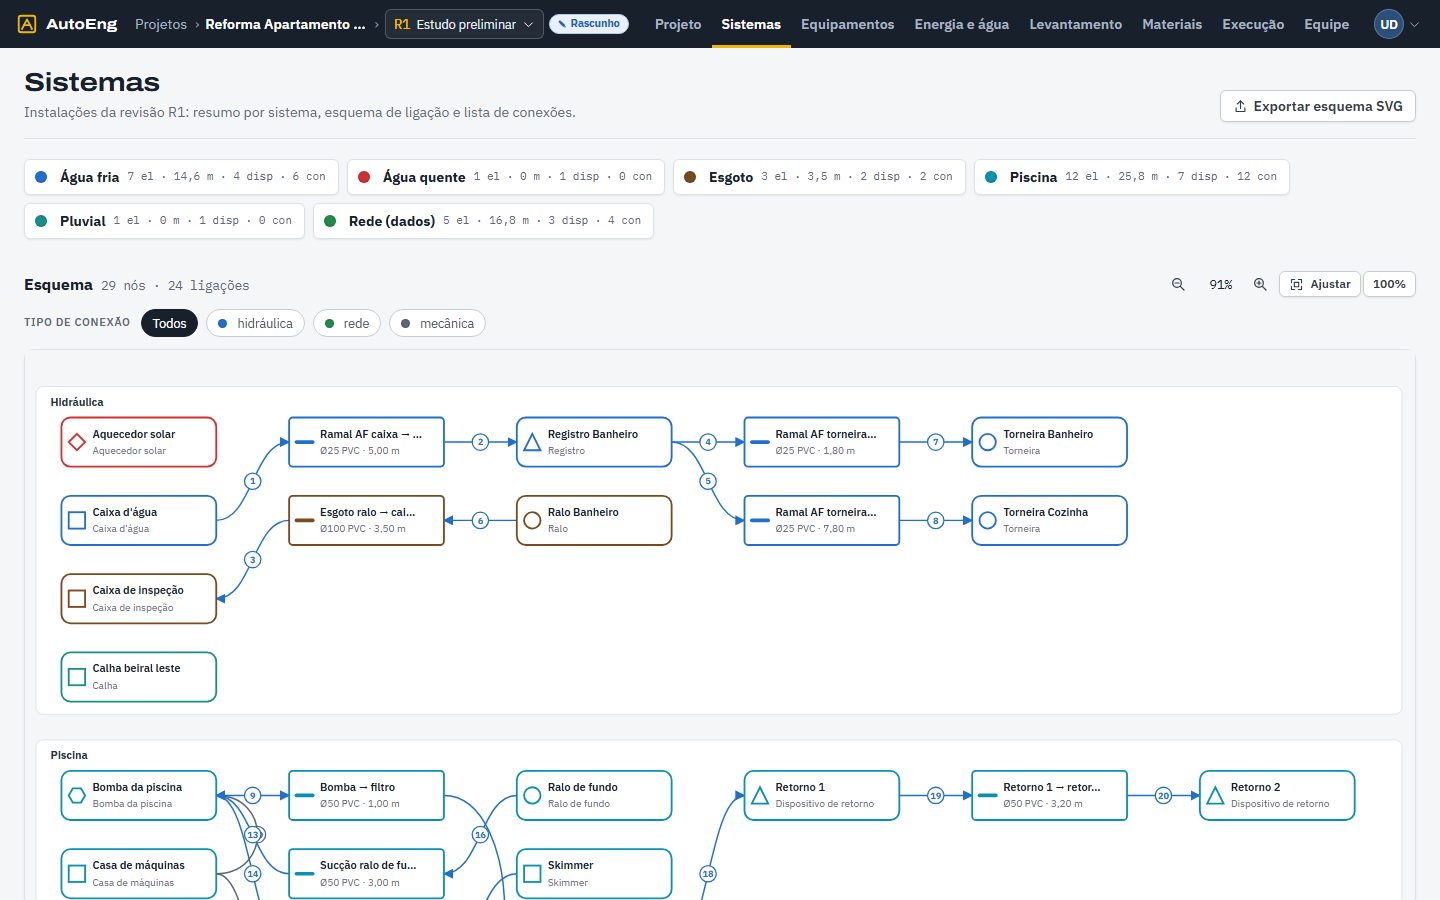 AutoEng Projetos › Reforma Apartamento ... › R1 Estudo preliminar Rascunho Projeto Sistemas Equipamentos Energia e água Levantamento Materiais Execução Equipe UD
Sistemas
Instalações da revisão R1: resumo por sistema, esquema de ligação e lista de conexões.
Exportar esquema SVG
Água fria 7 el · 14,6 m · 4 disp · 6 con
Água quente 1 el · 0 m · 1 disp · 0 con
Esgoto 3 el · 3,5 m · 2 disp · 2 con
Piscina 12 el · 25,8 m · 7 disp · 12 con
Pluvial 1 el · 0 m · 1 disp · 0 con
Rede (dados) 5 el · 16,8 m · 3 disp · 4 con
Esquema 29 nós · 24 ligações
91% Ajustar 100%
TIPO DE CONEXÃO Todos hidráulica rede mecânica
Hidráulica
Aquecedor solar
Aquecedor solar
Ramal AF caixa → ...
Ø25 PVC · 5,00 m
2
Registro Banheiro
Registro
4
Ramal AF torneira...
Ø25 PVC · 1,80 m
7
Torneira Banheiro
Torneira
1
5
Caixa d'água
Caixa d'água
Esgoto ralo → cai...
Ø100 PVC · 3,50 m
6
Ralo Banheiro
Ralo
Ramal AF torneira...
Ø25 PVC · 7,80 m
8
Torneira Cozinha
Torneira
3
Caixa de inspeção
Caixa de inspeção
Calha beiral leste
Calha
Piscina
Bomba da piscina
Bomba da piscina
9
Bomba → filtro
Ø50 PVC · 1,00 m
Ralo de fundo
Ralo de fundo
Retorno 1
Dispositivo de retorno
19
Retorno 1 → retor...
Ø50 PVC · 3,20 m
20
Retorno 2
Dispositivo de retorno
13
16
Casa de máquinas
Casa de máquinas
14
Sucção ralo de fu...
Ø50 PVC · 3,00 m
Skimmer
Skimmer
18